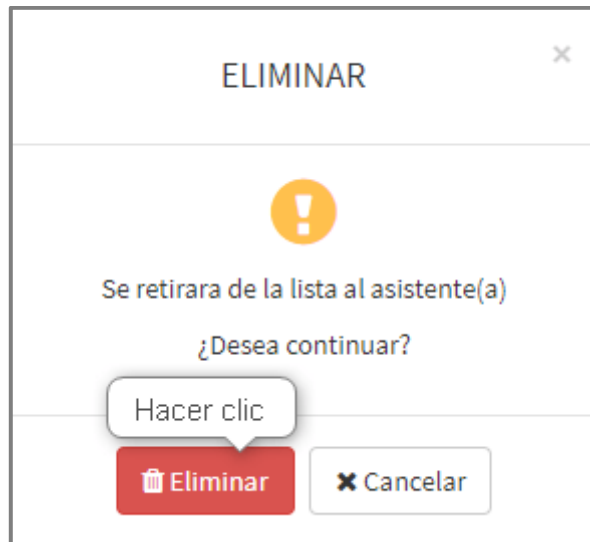 ELIMINAR
×
Se retirara de la lista al asistente(a)
¿Desea continuar?
Hacer clic
Eliminar
Cancelar